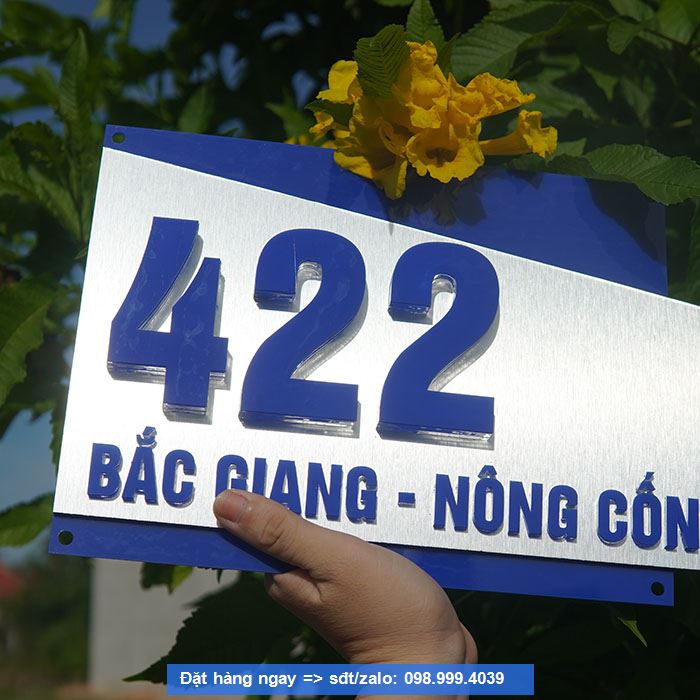 422
BẮC GIANG - NÔNG CỐN
Đặt hàng ngay => sđt/zalo: 098.999.4039